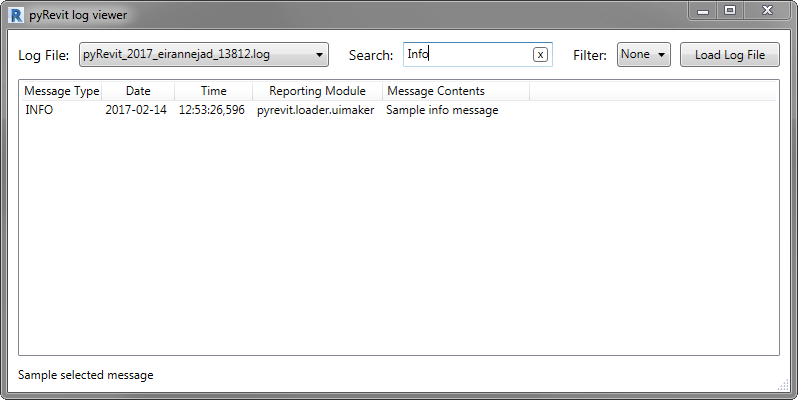 pyRevit log viewer
Log File: pyRevit_2017_eirannejad_13812.log Search: Info x Filter: None Load Log File
Message Type Date Time Reporting Module Message Contents
INFO 2017-02-14 12:53:26,596 pyrevit.loader.uimaker Sample info message
Sample selected message